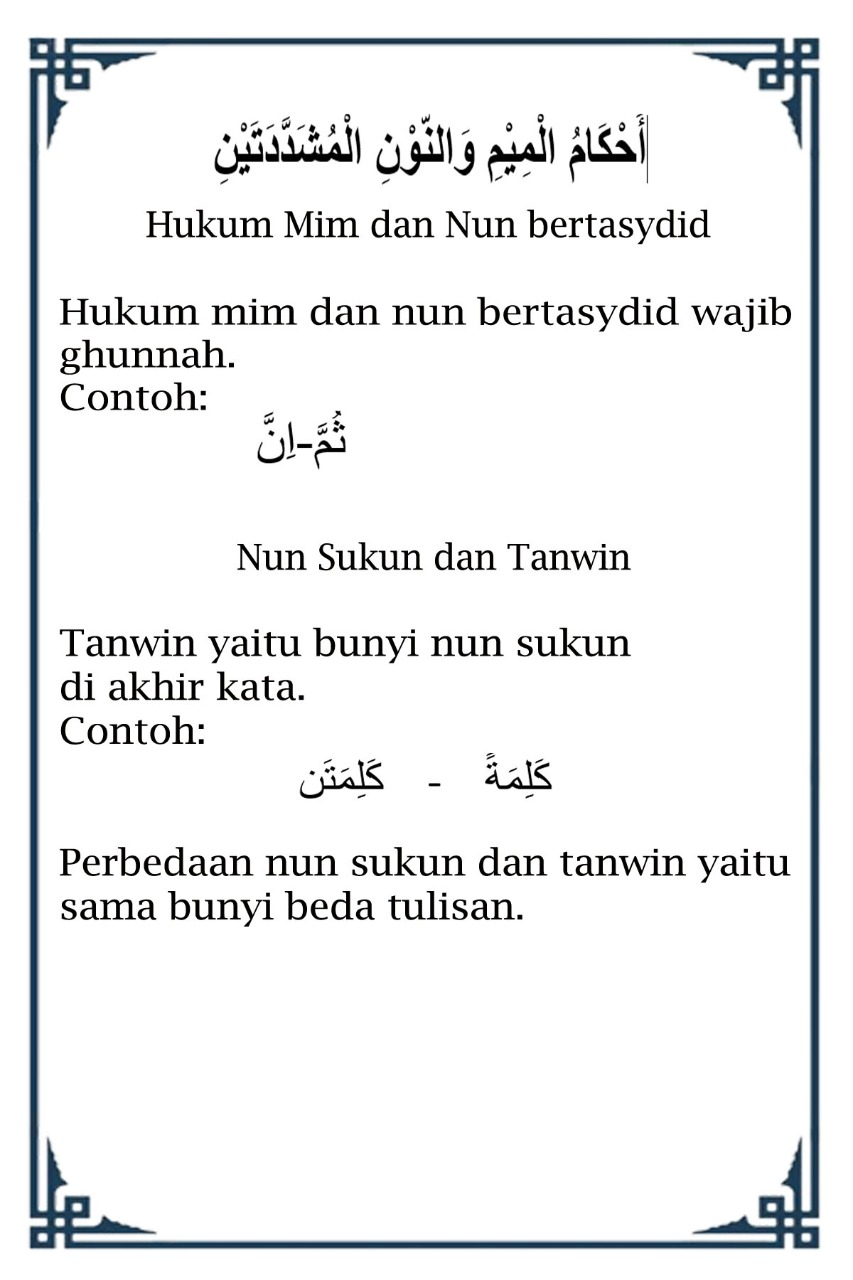 أَحْكَامُ الْمِيْمِ وَالنّوْنِ الْمُشَدَّدَتَيْنِ
Hukum Mim dan Nun bertasydid
Hukum mim dan nun bertasydid wajib
ghunnah.
Contoh:
ثُمَّ-اِنَّ
Nun Sukun dan Tanwin
Tanwin yaitu bunyi nun sukun
di akhir kata.
Contoh:
كَلِمَةً - كَلِمَتَن
Perbedaan nun sukun dan tanwin yaitu
sama bunyi beda tulisan.